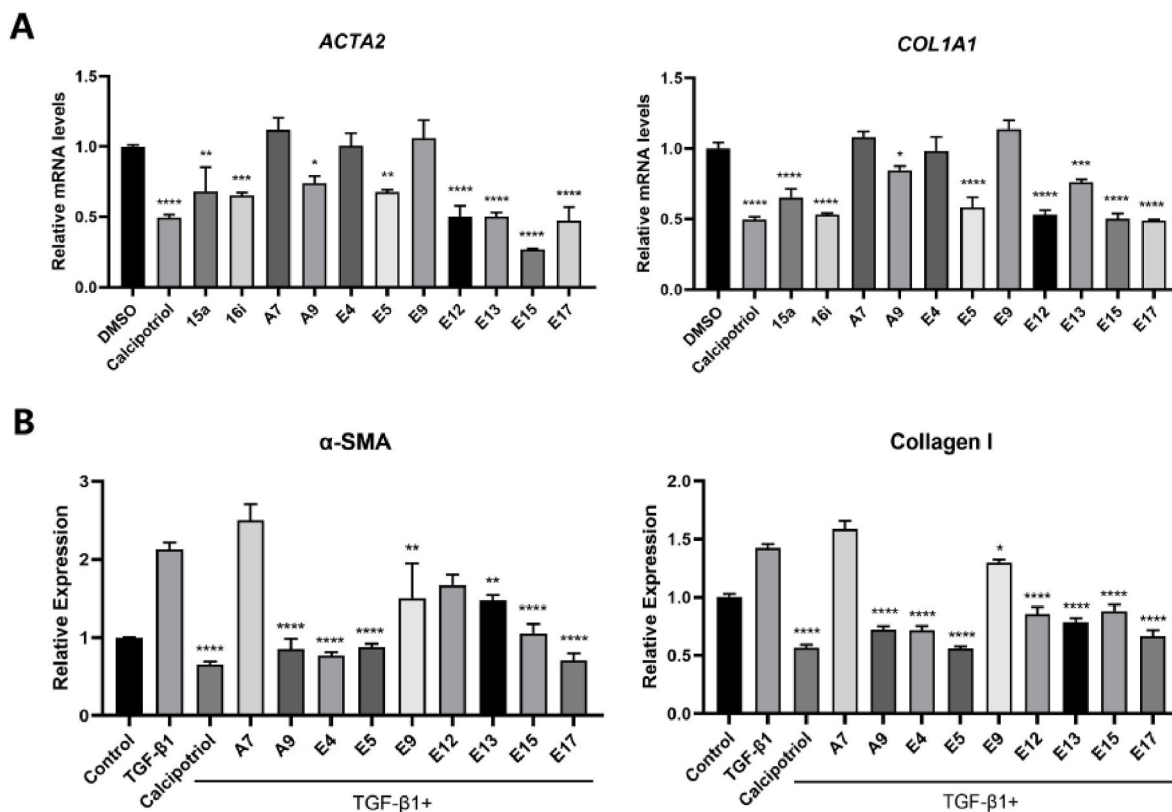 A
ACTA2
Relative mRNA levels
1.5
1.0
0.5
0.0
** *** * ** **** **** **** **** ****
DMSO Calcipotriol 15a 16i A7 A9 E4 E5 E9 E12 E13 E15 E17
COL1A1
Relative mRNA levels
1.5
1.0
0.5
0.0
**** **** **** * **** **** *** **** ****
DMSO Calcipotriol 15a 16i A7 A9 E4 E5 E9 E12 E13 E15 E17
B
α-SMA
Relative Expression
3
2
1
0
**** **** **** **** ** ** **** ****
Control TGF-β1 Calcipotriol A7 A9 E4 E5 E9 E12 E13 E15 E17
TGF-β1+
Collagen I
Relative Expression
2.0
1.5
1.0
0.5
0.0
**** **** **** **** * **** **** **** ****
Control TGF-β1 Calcipotriol A7 A9 E4 E5 E9 E12 E13 E15 E17
TGF-β1+